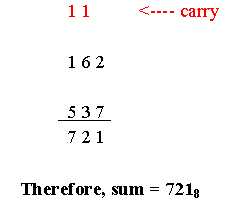 1 1 <---- carry
1 6 2
5 3 7
7 2 1
Therefore, sum = 721₈